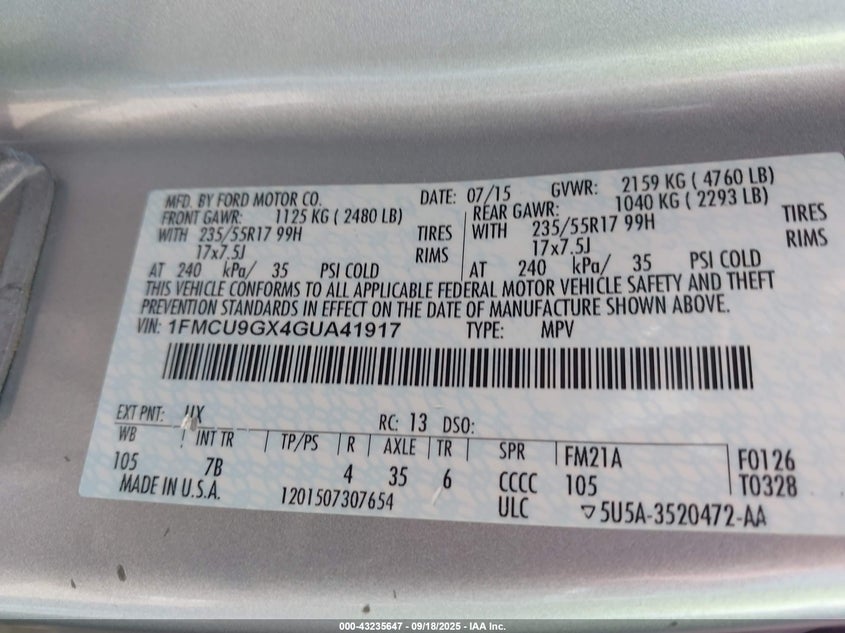 MFD. BY FORD MOTOR CO. DATE: 07/15 GVWR: 2159 KG ( 4760 LB)
FRONT GAWR: 1125 KG ( 2480 LB) REAR GAWR: 1040 KG ( 2293 LB)
WITH 235/55R17 99H TIRES WITH 235/55R17 99H TIRES
17x7.5J RIMS 17x7.5J RIMS
AT 240 kPa/ 35 PSI COLD AT 240 kPa/ 35 PSI COLD
THIS VEHICLE CONFORMS TO ALL APPLICABLE FEDERAL MOTOR VEHICLE SAFETY AND THEFT
PREVENTION STANDARDS IN EFFECT ON THE DATE OF MANUFACTURE SHOWN ABOVE.
VIN: 1FMCU9GX4GUA41917 TYPE: MPV
EXT PNT: UX RC: 13 DSO:
WB INT TR TP/PS R AXLE TR SPR FM21A F0126
105 7B 4 35 6 CCCC 105 T0328
MADE IN U.S.A. 1201507307654 ULC ▽5U5A-3520472-AA
000-43235647 - 09/18/2025 - IAA Inc.